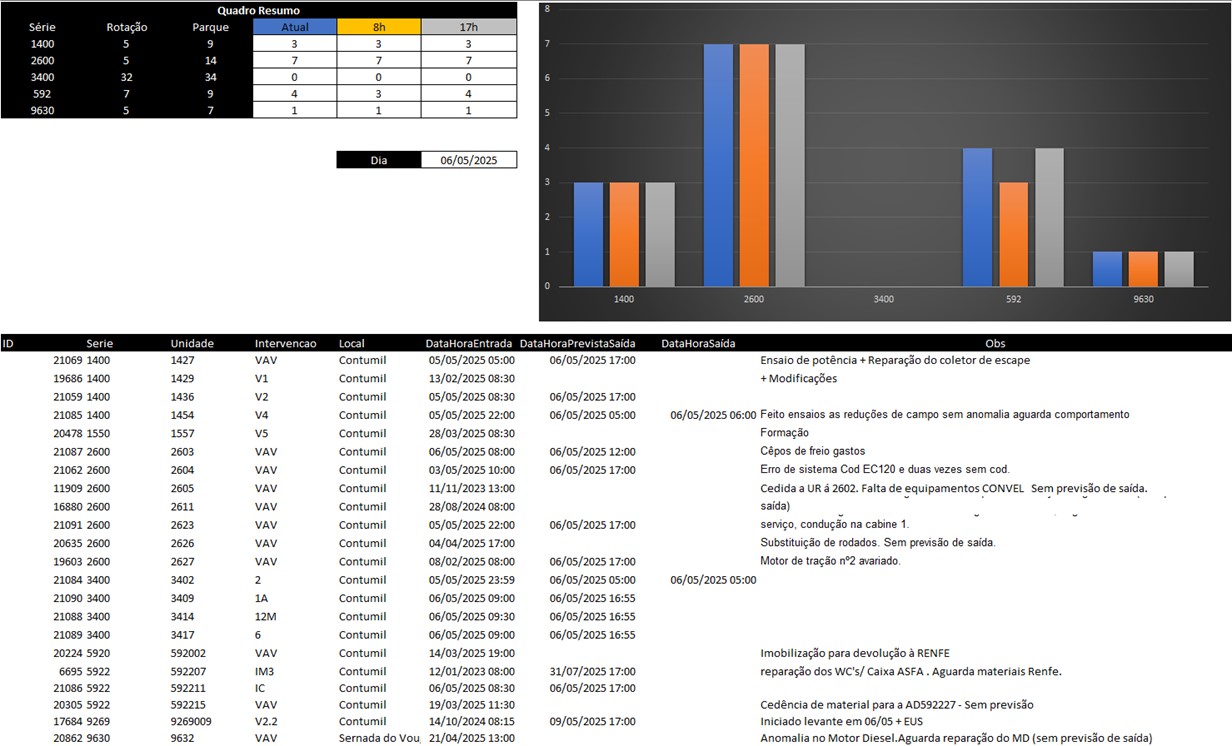 Quadro Resumo
Série Rotação Parque Atual 8h 17h
1400 5 9 3 3 3
2600 5 14 7 7 7
3400 32 34 0 0 0
592 7 9 4 3 4
9630 5 7 1 1 1
Dia 06/05/2025
8
7
6
5
4
3
2
1
0
1400 2600 3400 592 9630
ID Serie Unidade Intervencao Local DataHoraEntrada DataHoraPrevistaSaída DataHoraSaída Obs
21069 1400 1427 VAV Contumil 05/05/2025 05:00 06/05/2025 17:00 Ensaio de potência + Reparação do coletor de escape
19686 1400 1429 V1 Contumil 13/02/2025 08:30 + Modificações
21059 1400 1436 V2 Contumil 05/05/2025 08:30 06/05/2025 17:00
21085 1400 1454 V4 Contumil 05/05/2025 22:00 06/05/2025 05:00 06/05/2025 06:00 Feito ensaios as reduções de campo sem anomalia aguarda comportamento
20478 1550 1557 V5 Contumil 28/03/2025 08:30 Formação
21087 2600 2603 VAV Contumil 06/05/2025 08:00 06/05/2025 12:00 Cêpos de freio gastos
21062 2600 2604 VAV Contumil 03/05/2025 10:00 06/05/2025 17:00 Erro de sistema Cod EC120 e duas vezes sem cod.
11909 2600 2605 VAV Contumil 11/11/2023 13:00 Cedida a UR á 2602. Falta de equipamentos CONVEL Sem previsão de saída.
16880 2600 2611 VAV Contumil 28/08/2024 08:00 saída)
21091 2600 2623 VAV Contumil 05/05/2025 22:00 06/05/2025 17:00 serviço, condução na cabine 1.
20635 2600 2626 VAV Contumil 04/04/2025 17:00 Substituição de rodados. Sem previsão de saída.
19603 2600 2627 VAV Contumil 08/02/2025 08:00 06/05/2025 17:00 Motor de tração nº2 avariado.
21084 3400 3402 2 Contumil 05/05/2025 23:59 06/05/2025 05:00 06/05/2025 05:00
21090 3400 3409 1A Contumil 06/05/2025 09:00 06/05/2025 16:55
21088 3400 3414 12M Contumil 06/05/2025 09:30 06/05/2025 16:55
21089 3400 3417 6 Contumil 06/05/2025 09:00 06/05/2025 16:55
20224 5920 592002 VAV Contumil 14/03/2025 19:00 Imobilização para devolução à RENFE
6695 5922 592207 IM3 Contumil 12/01/2023 08:00 31/07/2025 17:00 reparação dos WC's/ Caixa ASFA . Aguarda materiais Renfe.
21086 5922 592211 IC Contumil 06/05/2025 08:30 06/05/2025 17:00
20305 5922 592215 VAV Contumil 19/03/2025 11:30 Cedência de material para a AD592227 - Sem previsão
17684 9269 9269009 V2.2 Contumil 14/10/2024 08:15 09/05/2025 17:00 Iniciado levante em 06/05 + EUS
20862 9630 9632 VAV Sernada do Vou 21/04/2025 13:00 Anomalia no Motor Diesel.Aguarda reparação do MD (sem previsão de saída)